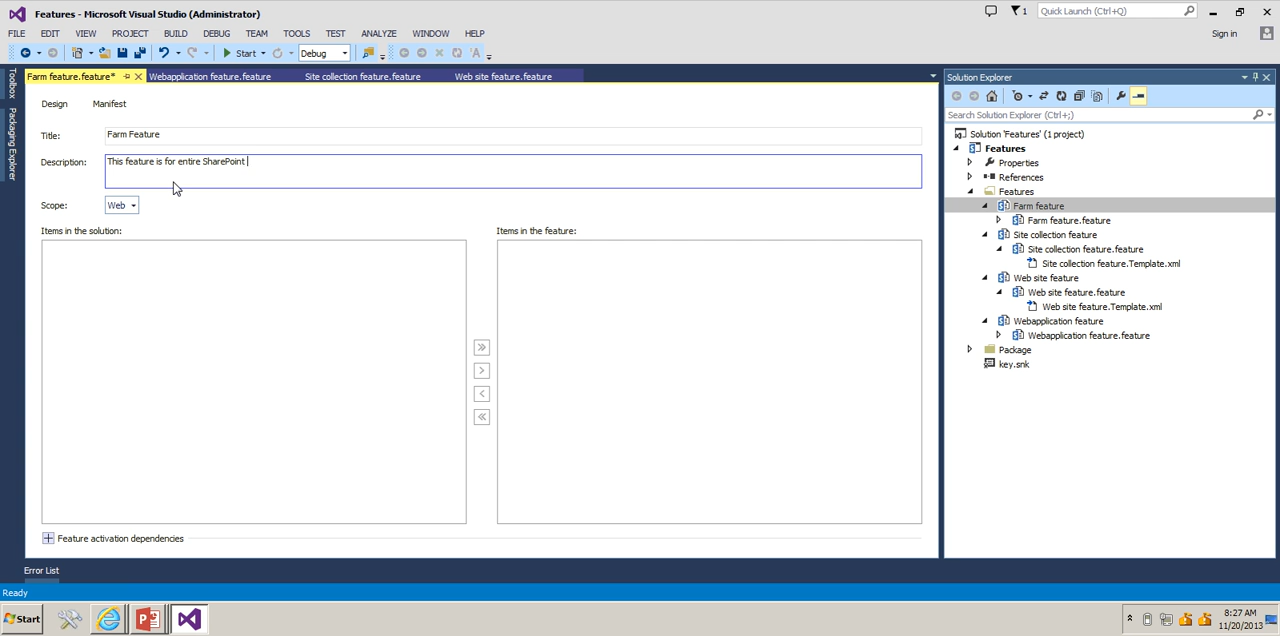 Features - Microsoft Visual Studio (Administrator)
1
Quick Launch (Ctrl+Q)
FILE EDIT VIEW PROJECT BUILD DEBUG TEAM TOOLS TEST ANALYZE WINDOW HELP
Sign in
Start Debug
Toolbox
Packaging Explorer
Farm feature.feature* Webapplication feature.feature Site collection feature.feature Web site feature.feature
Design Manifest
Title: Farm Feature
Description: This feature is for entire SharePoint
Scope: Web
Items in the solution: Items in the feature:
Feature activation dependencies
Solution Explorer
Search Solution Explorer (Ctrl+;)
Solution 'Features' (1 project)
Features
Properties
References
Features
Farm feature
Farm feature.feature
Site collection feature
Site collection feature.feature
Site collection feature.Template.xml
Web site feature
Web site feature.feature
Web site feature.Template.xml
Webapplication feature
Webapplication feature.feature
Package
key.snk
Error List
Ready
Start
8:27 AM
11/20/2013